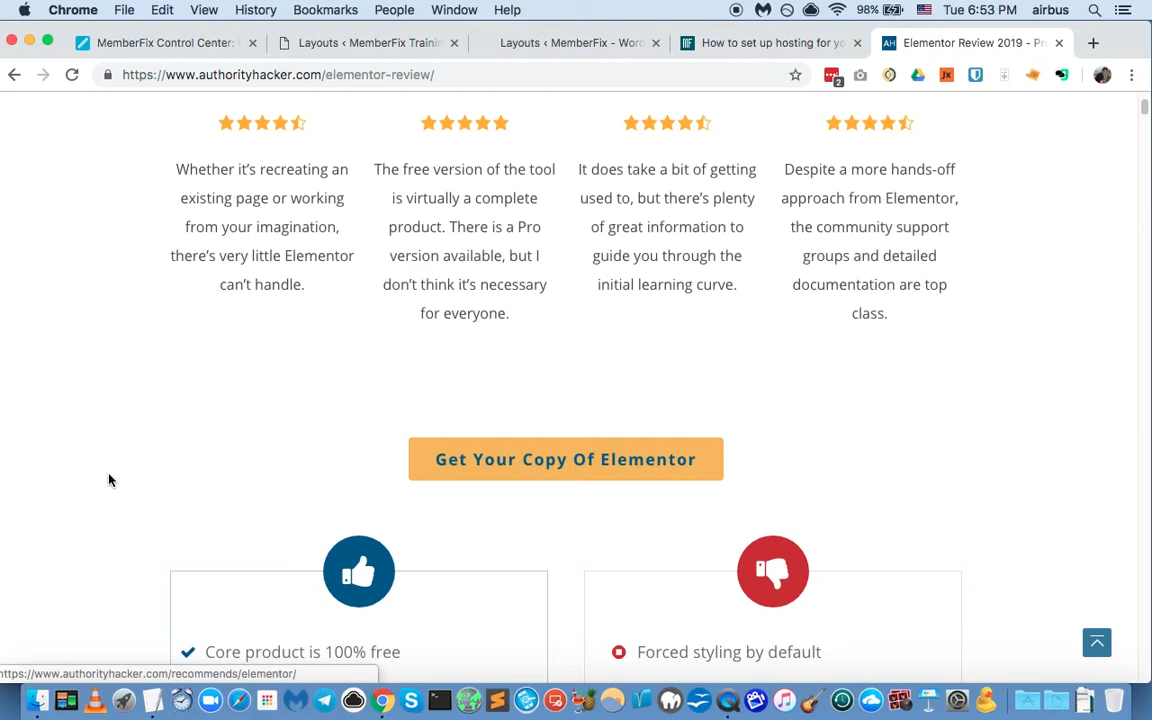 Chrome File Edit View History Bookmarks People Window Help 98% Tue 6:53 PM airbus
MemberFix Control Center: Layouts ‹ MemberFix Trainin Layouts ‹ MemberFix - Wor How to set up hosting for yo AH Elementor Review 2019 - Pr
https://www.authorityhacker.com/elementor-review/
2
Whether it’s recreating an
existing page or working
from your imagination,
there’s very little Elementor
can’t handle.
The free version of the tool
is virtually a complete
product. There is a Pro
version available, but I
don’t think it’s necessary
for everyone.
It does take a bit of getting
used to, but there’s plenty
of great information to
guide you through the
initial learning curve.
Despite a more hands-off
approach from Elementor,
the community support
groups and detailed
documentation are top
class.
Get Your Copy Of Elementor
Core product is 100% free
Forced styling by default
https://www.authorityhacker.com/recommends/elementor/